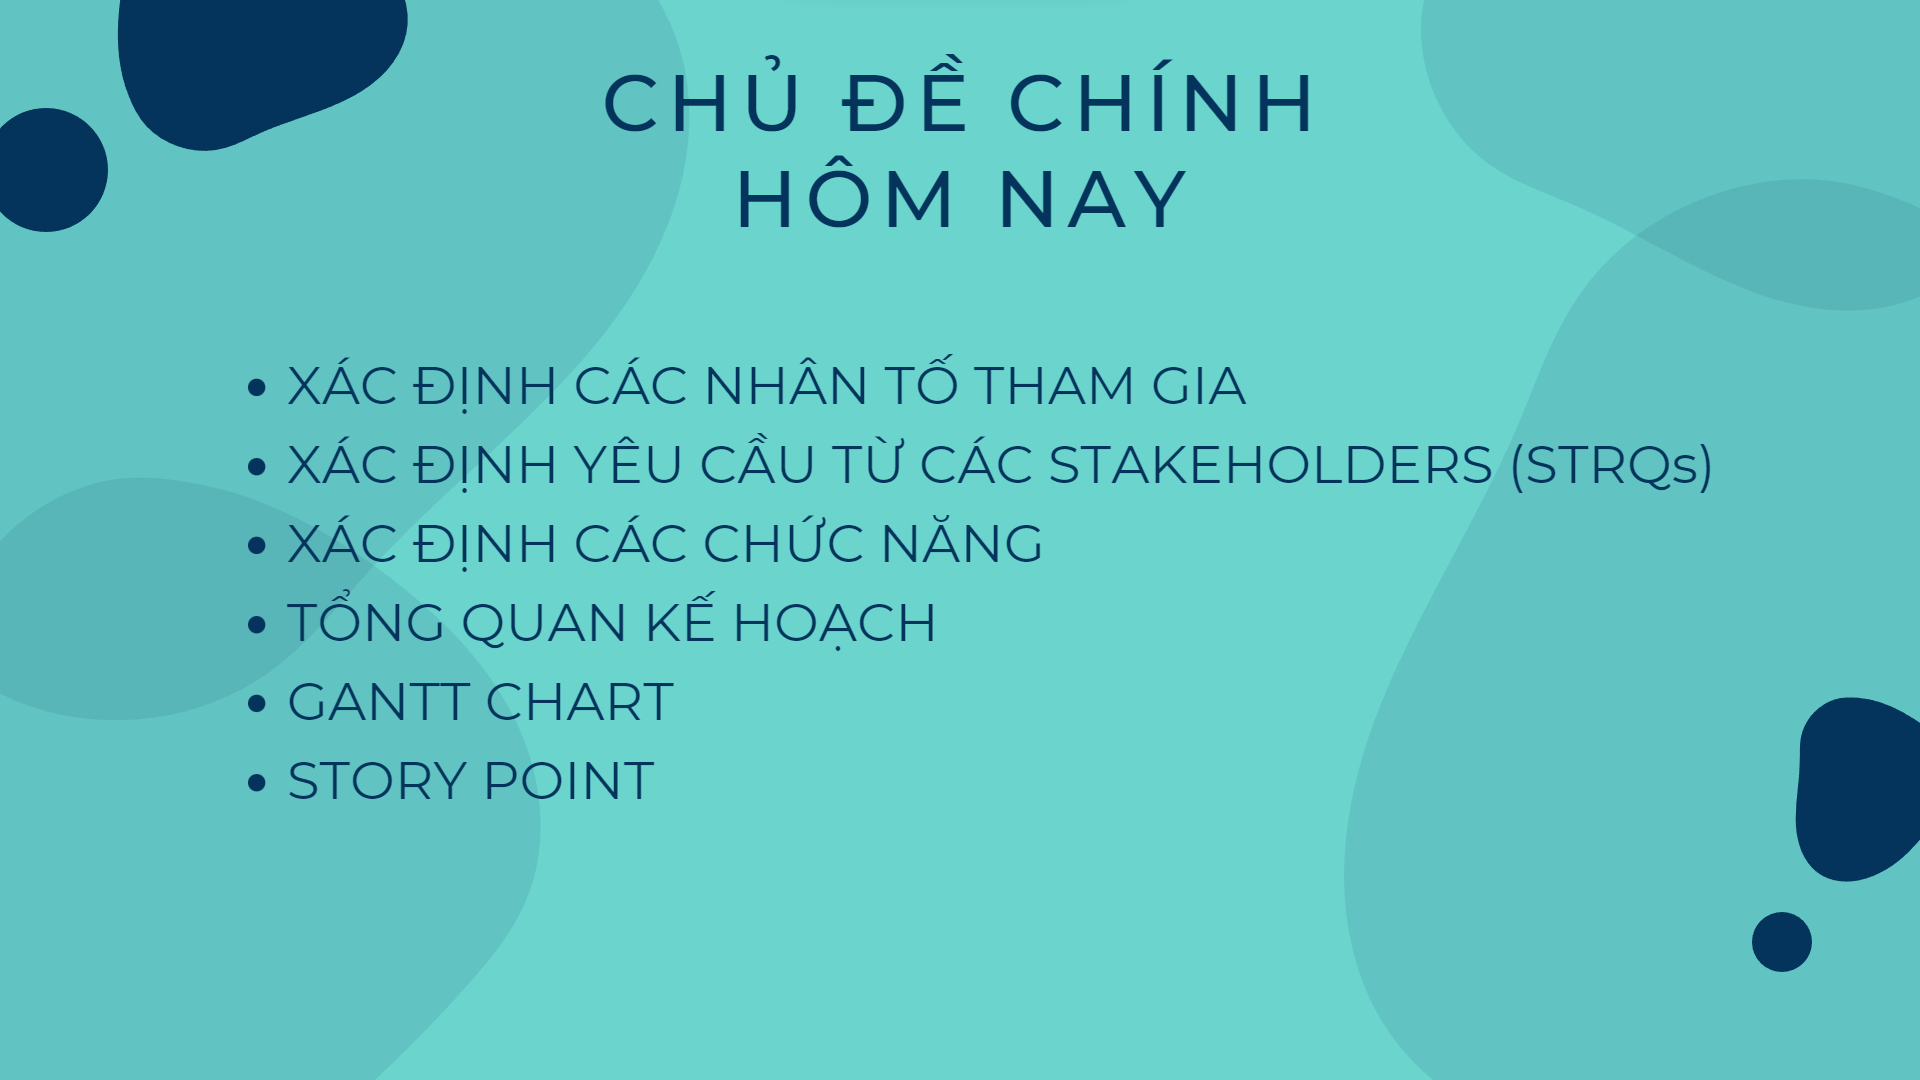 CHỦ ĐỀ CHÍNH
HÔM NAY
• XÁC ĐỊNH CÁC NHÂN TỐ THAM GIA
• XÁC ĐỊNH YÊU CẦU TỪ CÁC STAKEHOLDERS (STRQs)
• XÁC ĐỊNH CÁC CHỨC NĂNG
• TỔNG QUAN KẾ HOẠCH
• GANTT CHART
• STORY POINT